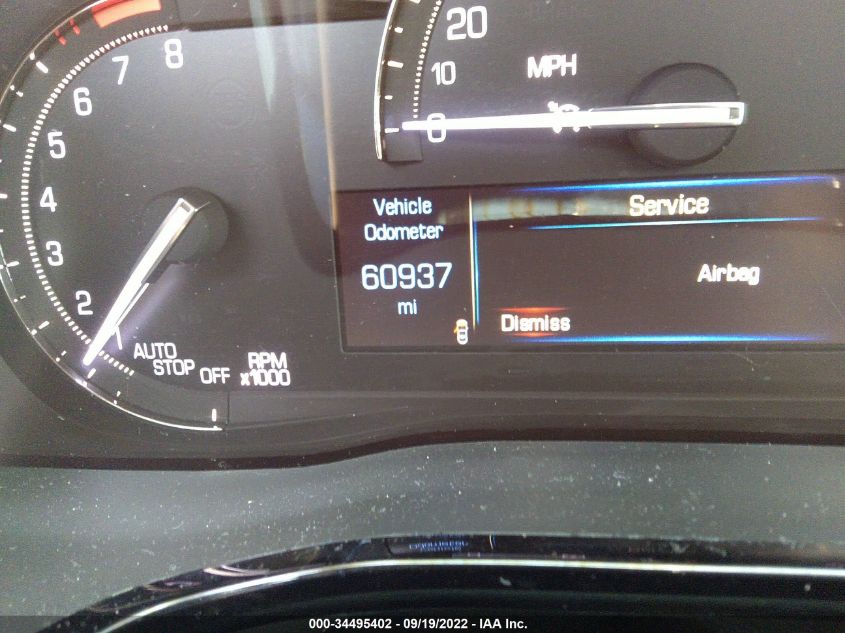 8
7
6
5
4
3
2
1
AUTO
STOP
OFF
RPM
x1000
20
10
0
MPH
Vehicle
Odometer
60937
mi
Service
Airbag
Dismiss
000-34495402 - 09/19/2022 - IAA Inc.